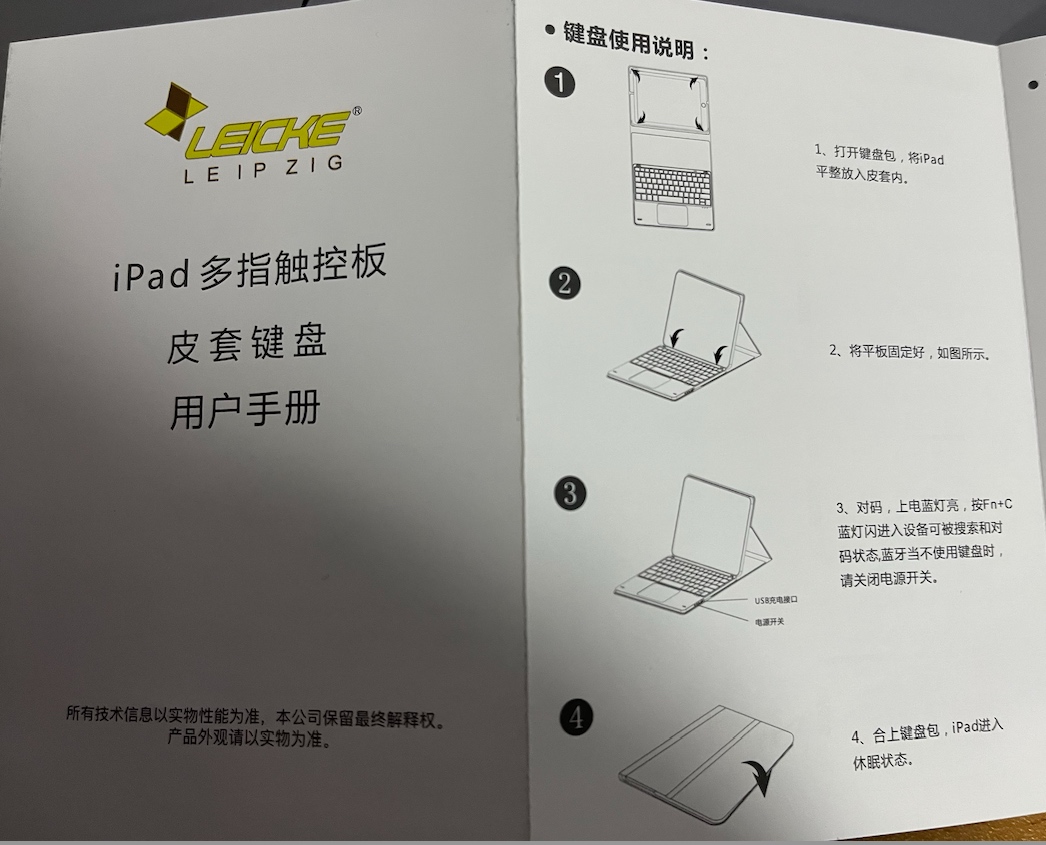 LEICKE®
LEIPZIG
iPad 多指触控板
皮套键盘
用户手册
所有技术信息以实物性能为准，本公司保留最终解释权。
产品外观请以实物为准。
● 键盘使用说明：
1
1、打开键盘包，将iPad
平整放入皮套内。
2
2、将平板固定好，如图所示。
3
3、对码，上电蓝灯亮，按Fn+C
蓝灯闪进入设备可被搜索和对
码状态,蓝牙当不使用键盘时，
请关闭电源开关。
USB充电接口
电源开关
4
4、合上键盘包，iPad进入
休眠状态。